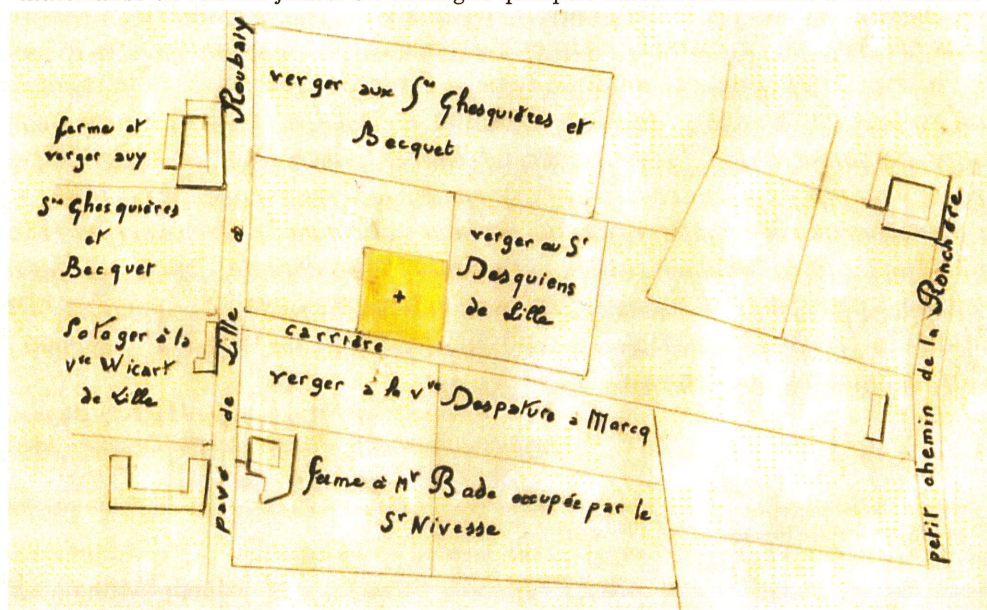 verger aux Srs Ghesquières et
Becquet
ferme et
verger auy
Srs Ghesquières
et
Becquet
verger au Sr
Desquiens
de Lille
+
carrière
Potager à la
vve Wicart
de Lille
verger à la vve Despature à Marcq
ferme à Mr Bade occupée par le
Sr Nivesse
pavé de Lille à Roubaiy
petit chemin de la Ronchère